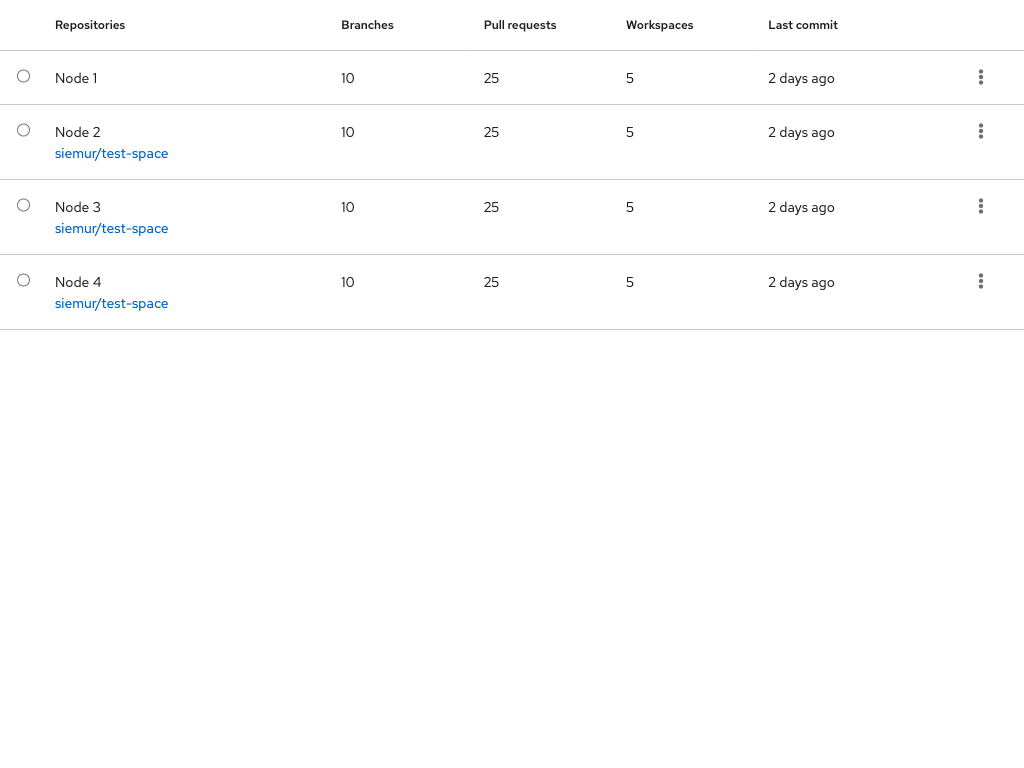 Repositories Branches Pull requests Workspaces Last commit
Node 1 10 25 5 2 days ago
Node 2 10 25 5 2 days ago
siemur/test-space
Node 3 10 25 5 2 days ago
siemur/test-space
Node 4 10 25 5 2 days ago
siemur/test-space